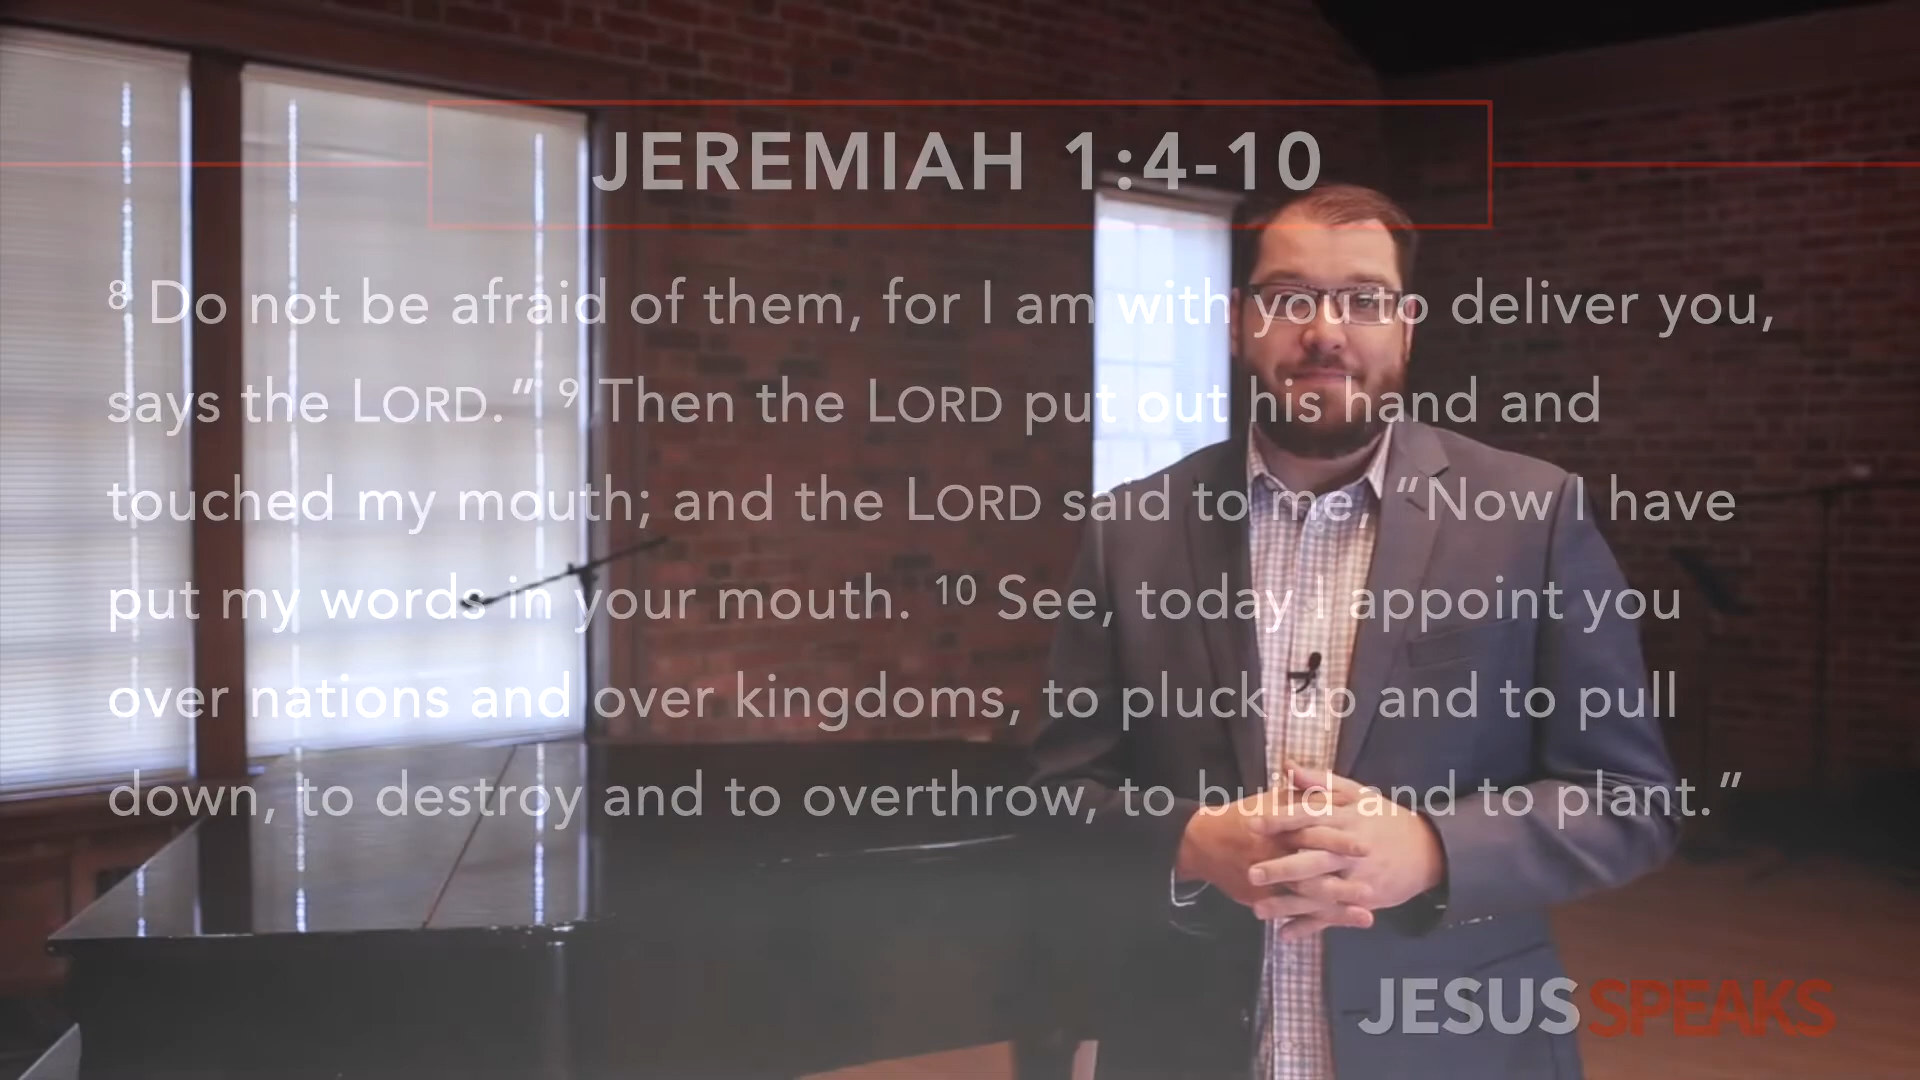 JEREMIAH 1:4-10
⁸ Do not be afraid of them, for I am with you to deliver you,
says the LORD.” ⁹ Then the LORD put out his hand and
touched my mouth; and the LORD said to me “Now I have
put my words in your mouth. ¹⁰ See, today I appoint you
over nations and over kingdoms, to pluck up and to pull
down, to destroy and to overthrow, to build and to plant.”
JESUS SPEAKS